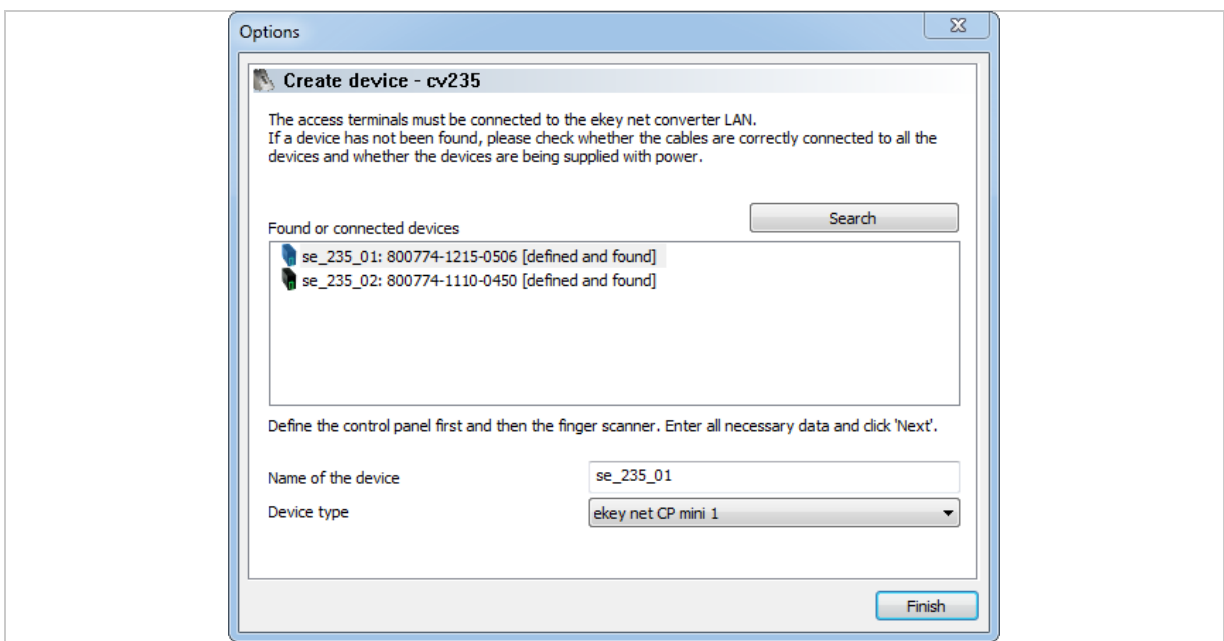 Options
Create device - cv235
The access terminals must be connected to the ekey net converter LAN.
If a device has not been found, please check whether the cables are correctly connected to all the
devices and whether the devices are being supplied with power.
Search
Found or connected devices
se_235_01: 800774-1215-0506 [defined and found]
se_235_02: 800774-1110-0450 [defined and found]
Define the control panel first and then the finger scanner. Enter all necessary data and click 'Next'.
Name of the device
se_235_01
Device type
ekey net CP mini 1
Finish